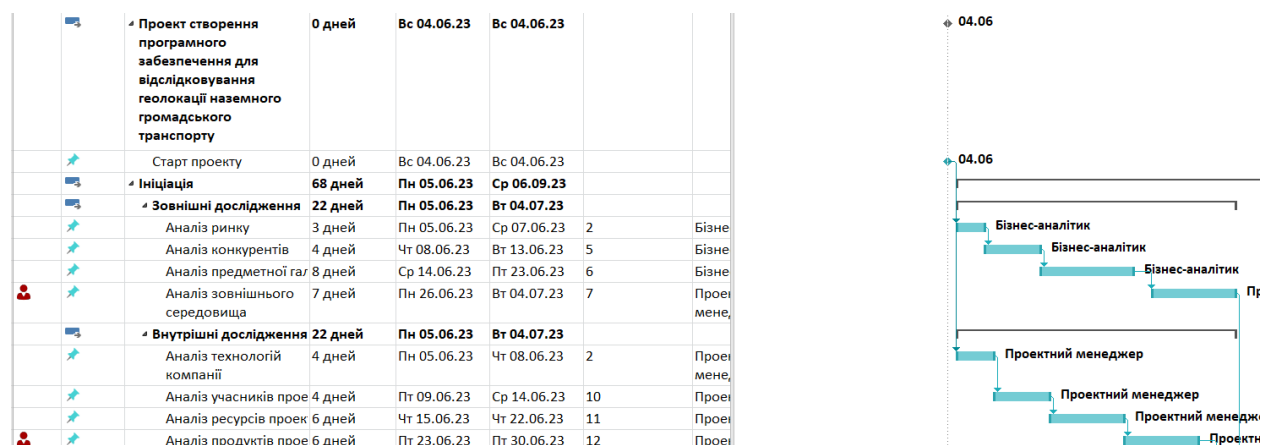 Проект створення 0 дней Вс 04.06.23 Вс 04.06.23 04.06
програмного
забезпечення для
відслідковування
геолокації наземного
громадського
транспорту
Старт проекту 0 дней Вс 04.06.23 Вс 04.06.23 04.06
Ініціація 68 дней Пн 05.06.23 Ср 06.09.23
Зовнішні дослідження 22 дней Пн 05.06.23 Вт 04.07.23
Аналіз ринку 3 дней Пн 05.06.23 Ср 07.06.23 2 Бізне Бізнес-аналітик
Аналіз конкурентів 4 дней Чт 08.06.23 Вт 13.06.23 5 Бізне Бізнес-аналітик
Аналіз предметної гал 8 дней Ср 14.06.23 Пт 23.06.23 6 Бізне Бізнес-аналітик
Аналіз зовнішнього 7 дней Пн 26.06.23 Вт 04.07.23 7 Прое Пр
середовища мене
Внутрішні дослідження 22 дней Пн 05.06.23 Вт 04.07.23
Аналіз технологій 4 дней Пн 05.06.23 Чт 08.06.23 2 Прое Проектний менеджер
компанії мене
Аналіз учасників прое 4 дней Пт 09.06.23 Ср 14.06.23 10 Прое Проектний менеджер
Аналіз ресурсів проек 6 дней Чт 15.06.23 Чт 22.06.23 11 Прое Проектний менедж
Аналіз продуктів прое 6 дней Пт 23.06.23 Пт 30.06.23 12 Прое Проектн